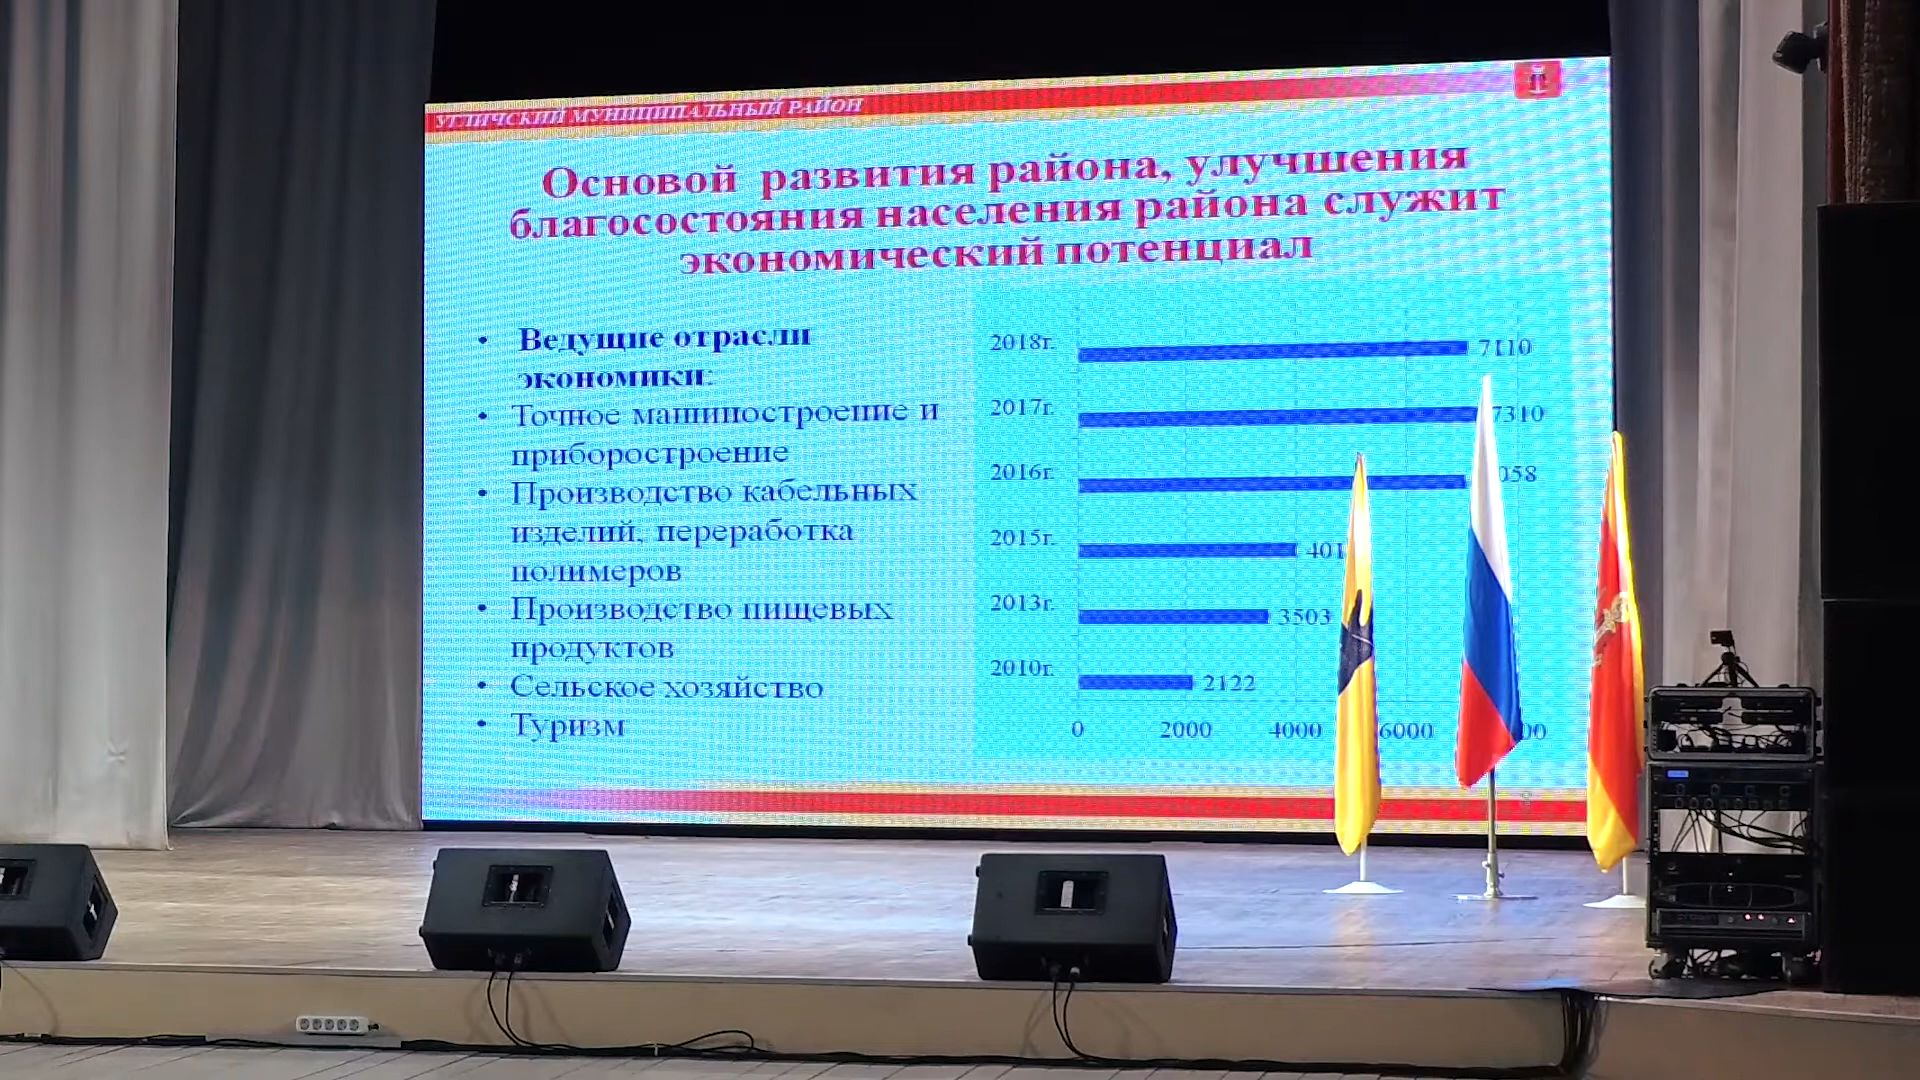 УГЛИЧСКИЙ МУНИЦИПАЛЬНЫЙ РАЙОН
Основой развития района, улучшения
благосостояния населения района служит
экономический потенциал
• Ведущие отрасли
экономики:
• Точное машиностроение и
приборостроение
• Производство кабельных
изделий, переработка
полимеров
• Производство пищевых
продуктов
• Сельское хозяйство
• Туризм
2018г. 7110
2017г. 7310
2016г.
2015г.
2013г. 3503
2010г. 2122
0 2000 4000 6000